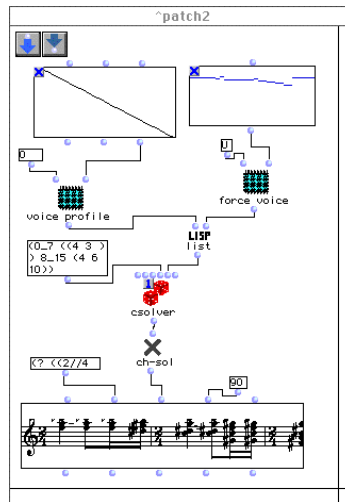 ^patch2
0
voice profile
force voice
LISP
list
(0_7 ((4 3 )
) 8_15 (4 6
10))
1
csolver
ch-sol
(? ((2//4
90